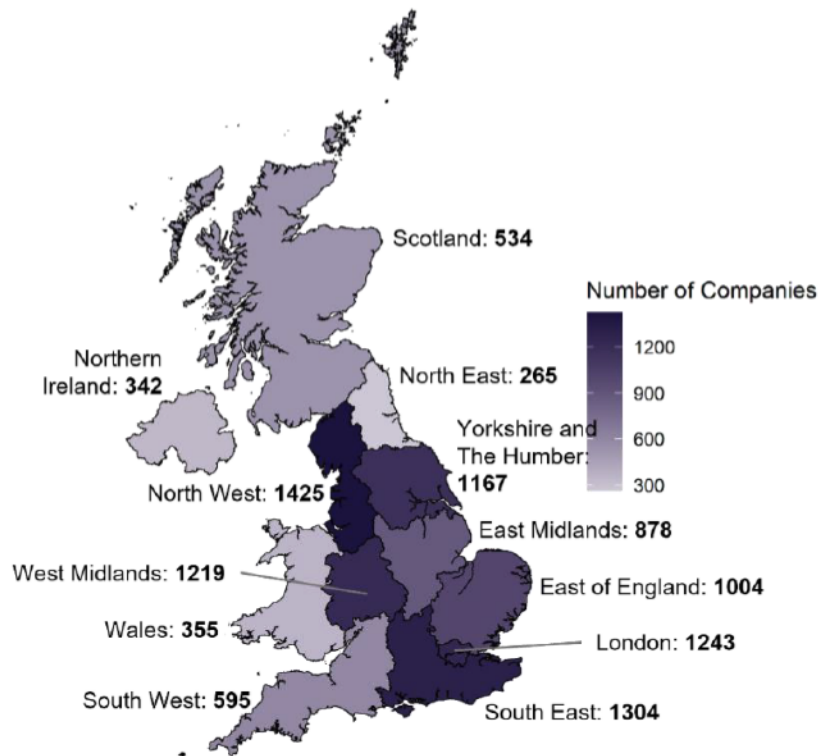 Scotland: 534
Number of Companies
1200
900
600
300
Northern
Ireland: 342
North East: 265
Yorkshire and
The Humber:
1167
North West: 1425
East Midlands: 878
West Midlands: 1219
East of England: 1004
Wales: 355
London: 1243
South West: 595
South East: 1304